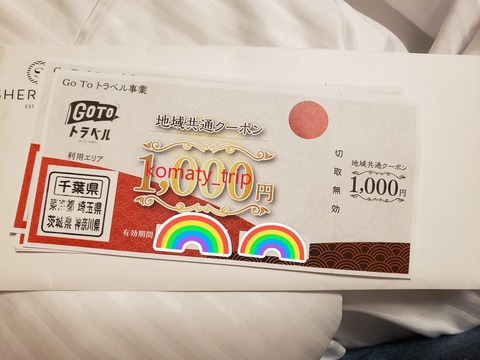 SHER
EST
Go To トラベル事業
GOTO
トラベル
地域共通クーポン
1,000円
komaty_trip
利用エリア
千葉県
東京都 埼玉県
茨城県 神奈川県
有効期間
切取無効
地域共通クーポン
1,000円